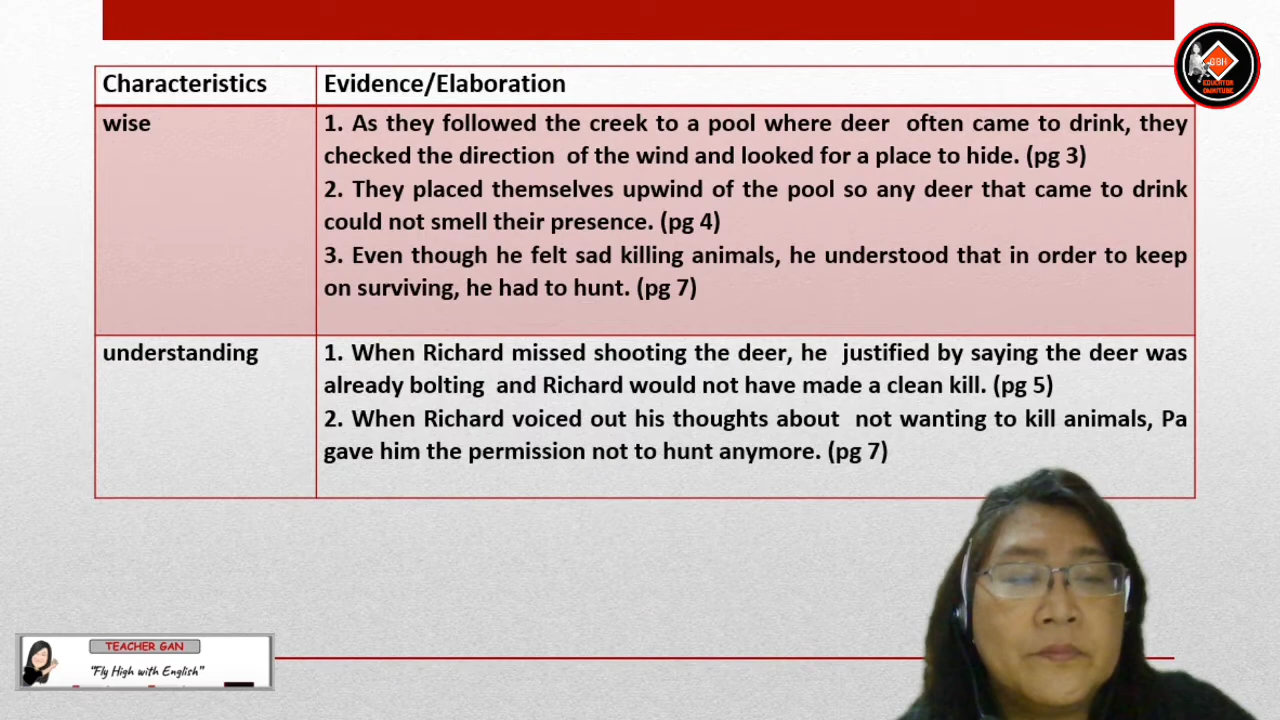 Characteristics
Evidence/Elaboration
wise
1. As they followed the creek to a pool where deer often came to drink, they
checked the direction of the wind and looked for a place to hide. (pg 3)
2. They placed themselves upwind of the pool so any deer that came to drink
could not smell their presence. (pg 4)
3. Even though he felt sad killing animals, he understood that in order to keep
on surviving, he had to hunt. (pg 7)
understanding
1. When Richard missed shooting the deer, he justified by saying the deer was
already bolting and Richard would not have made a clean kill. (pg 5)
2. When Richard voiced out his thoughts about not wanting to kill animals, Pa
gave him the permission not to hunt anymore. (pg 7)
GBH
EDUCATOR
OMNITUBE
TEACHER GAN
"Fly High with English"